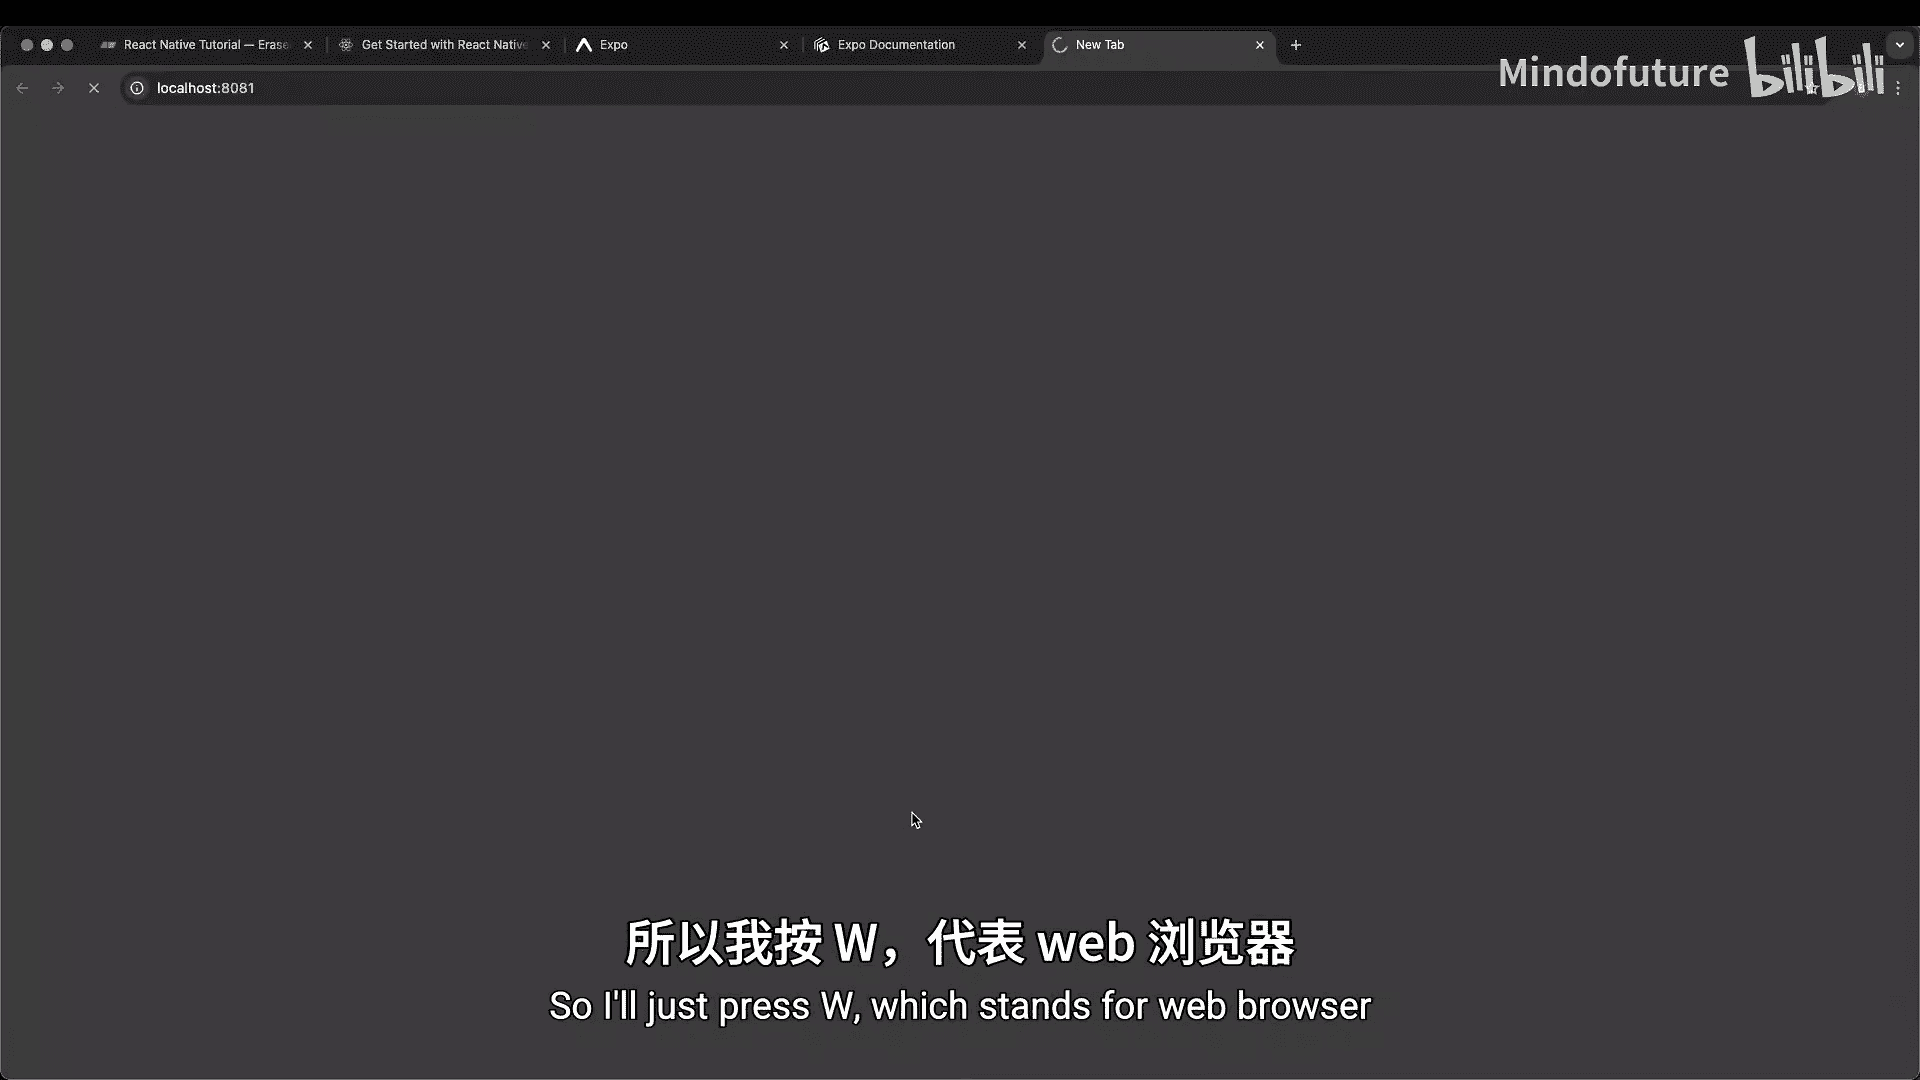 React Native Tutorial — Erase
Get Started with React Native
Expo
Expo Documentation
New Tab
localhost:8081
Mindofuture bilibili
所以我按 W，代表 web 浏览器
So I'll just press W, which stands for web browser